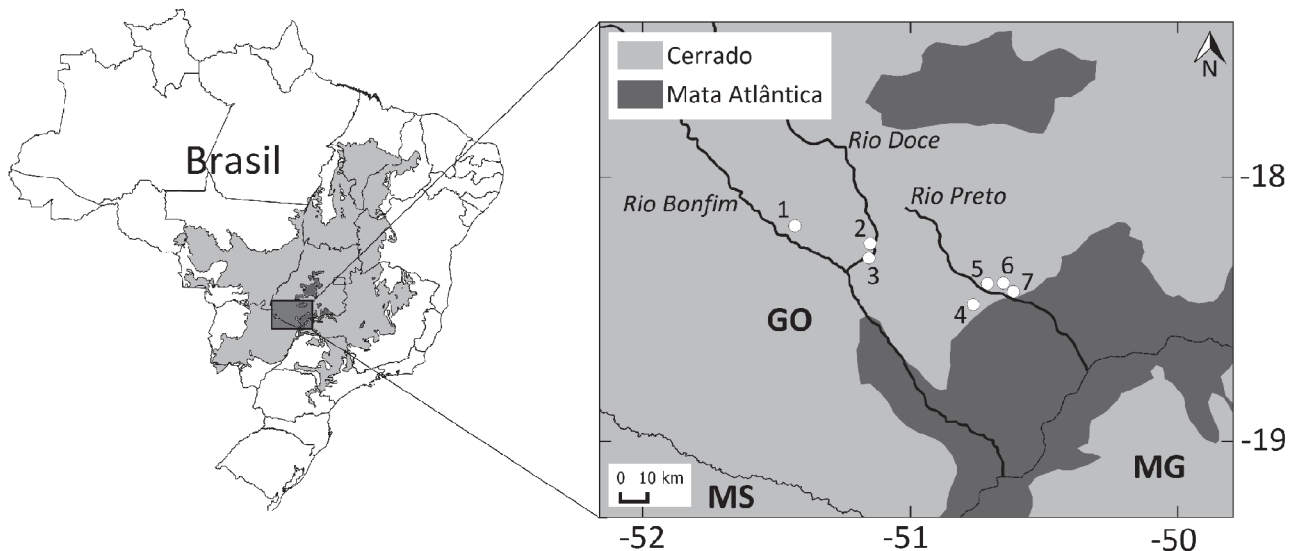 Brasil
Cerrado
Mata Atlântica
N
Rio Doce
-18
Rio Bonfim
Rio Preto
1
2
3
5
6
7
4
GO
-19
MG
0 10 km
MS
-52
-51
-50